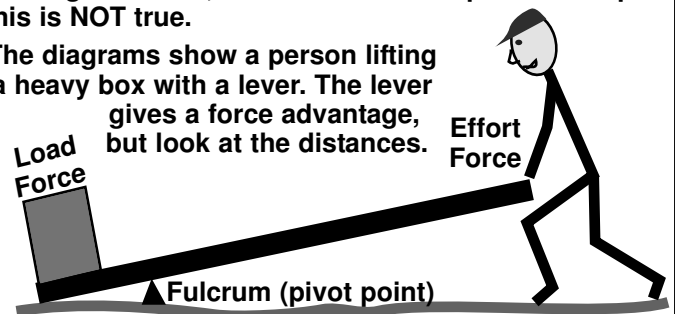 his is NOT true.
The diagrams show a person lifting
a heavy box with a lever. The lever
gives a force advantage,
but look at the distances.
Load
Force
Effort
Force
Fulcrum (pivot point)